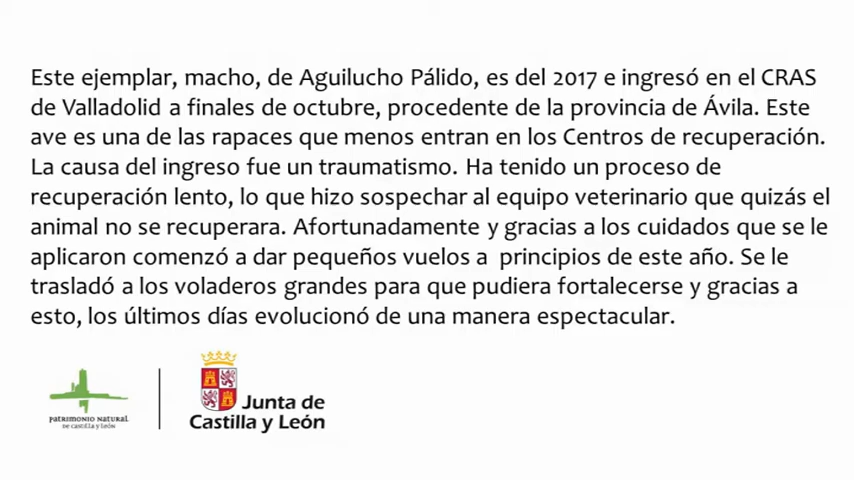 Este ejemplar, macho, de Aguilucho Pálido, es del 2017 e ingresó en el CRAS
de Valladolid a finales de octubre, procedente de la provincia de Ávila. Este
ave es una de las rapaces que menos entran en los Centros de recuperación.
La causa del ingreso fue un traumatismo. Ha tenido un proceso de
recuperación lento, lo que hizo sospechar al equipo veterinario que quizás el
animal no se recuperara. Afortunadamente y gracias a los cuidados que se le
aplicaron comenzó a dar pequeños vuelos a principios de este año. Se le
trasladó a los voladeros grandes para que pudiera fortalecerse y gracias a
esto, los últimos días evolucionó de una manera espectacular.
PATRIMONIO NATURAL
DE CASTILLA Y LEÓN
Junta de
Castilla y León